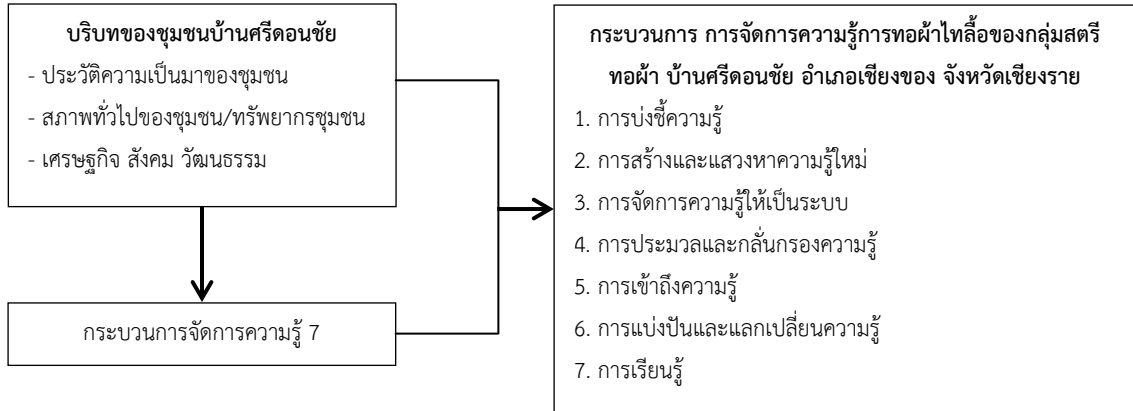 บริบทของชุมชนบ้านศรีดอนชัย
- ประวัติความเป็นมาของชุมชน
- สภาพทั่วไปของชุมชน/ทรัพยากรชุมชน
- เศรษฐกิจ สังคม วัฒนธรรม
กระบวนการจัดการความรู้ 7
กระบวนการ การจัดการความรู้การทอผ้าไทลื้อของกลุ่มสตรี
ทอผ้า บ้านศรีดอนชัย อำเภอเชียงของ จังหวัดเชียงราย
1. การบ่งชี้ความรู้
2. การสร้างและแสวงหาความรู้ใหม่
3. การจัดการความรู้ให้เป็นระบบ
4. การประมวลและกลั่นกรองความรู้
5. การเข้าถึงความรู้
6. การแบ่งปันและแลกเปลี่ยนความรู้
7. การเรียนรู้